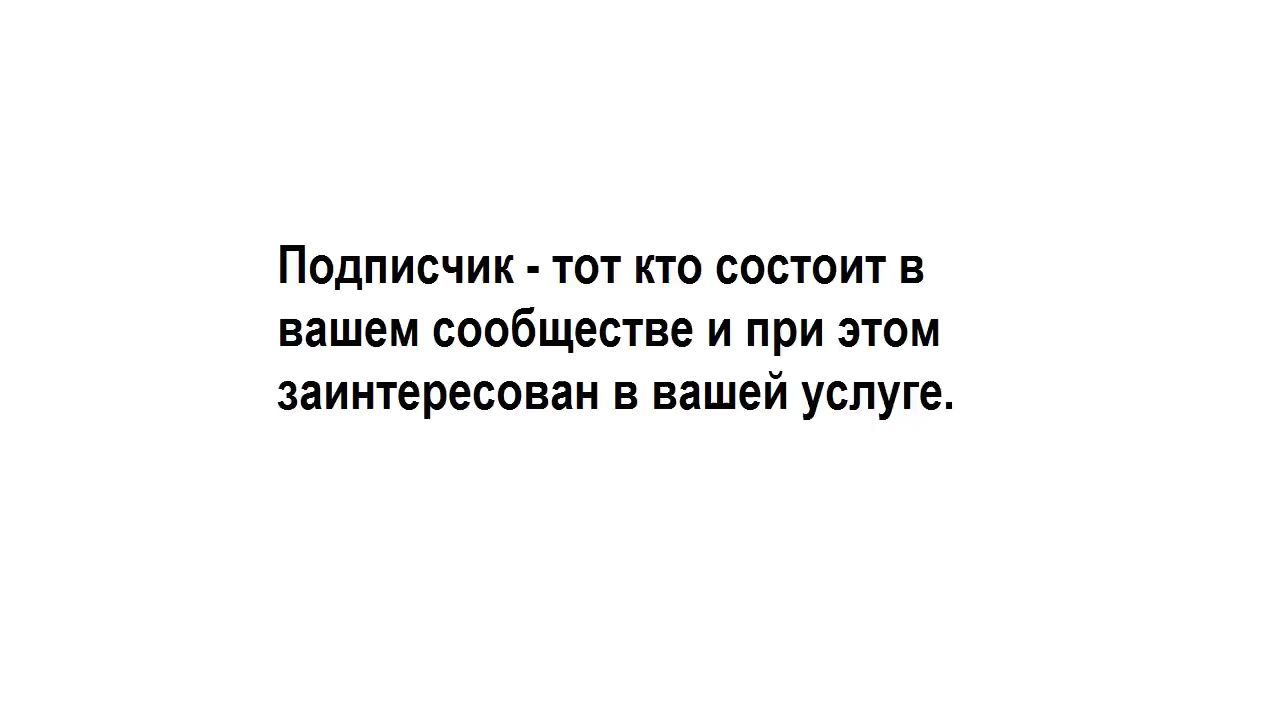 Подписчик - тот кто состоит в
вашем сообществе и при этом
заинтересован в вашей услуге.